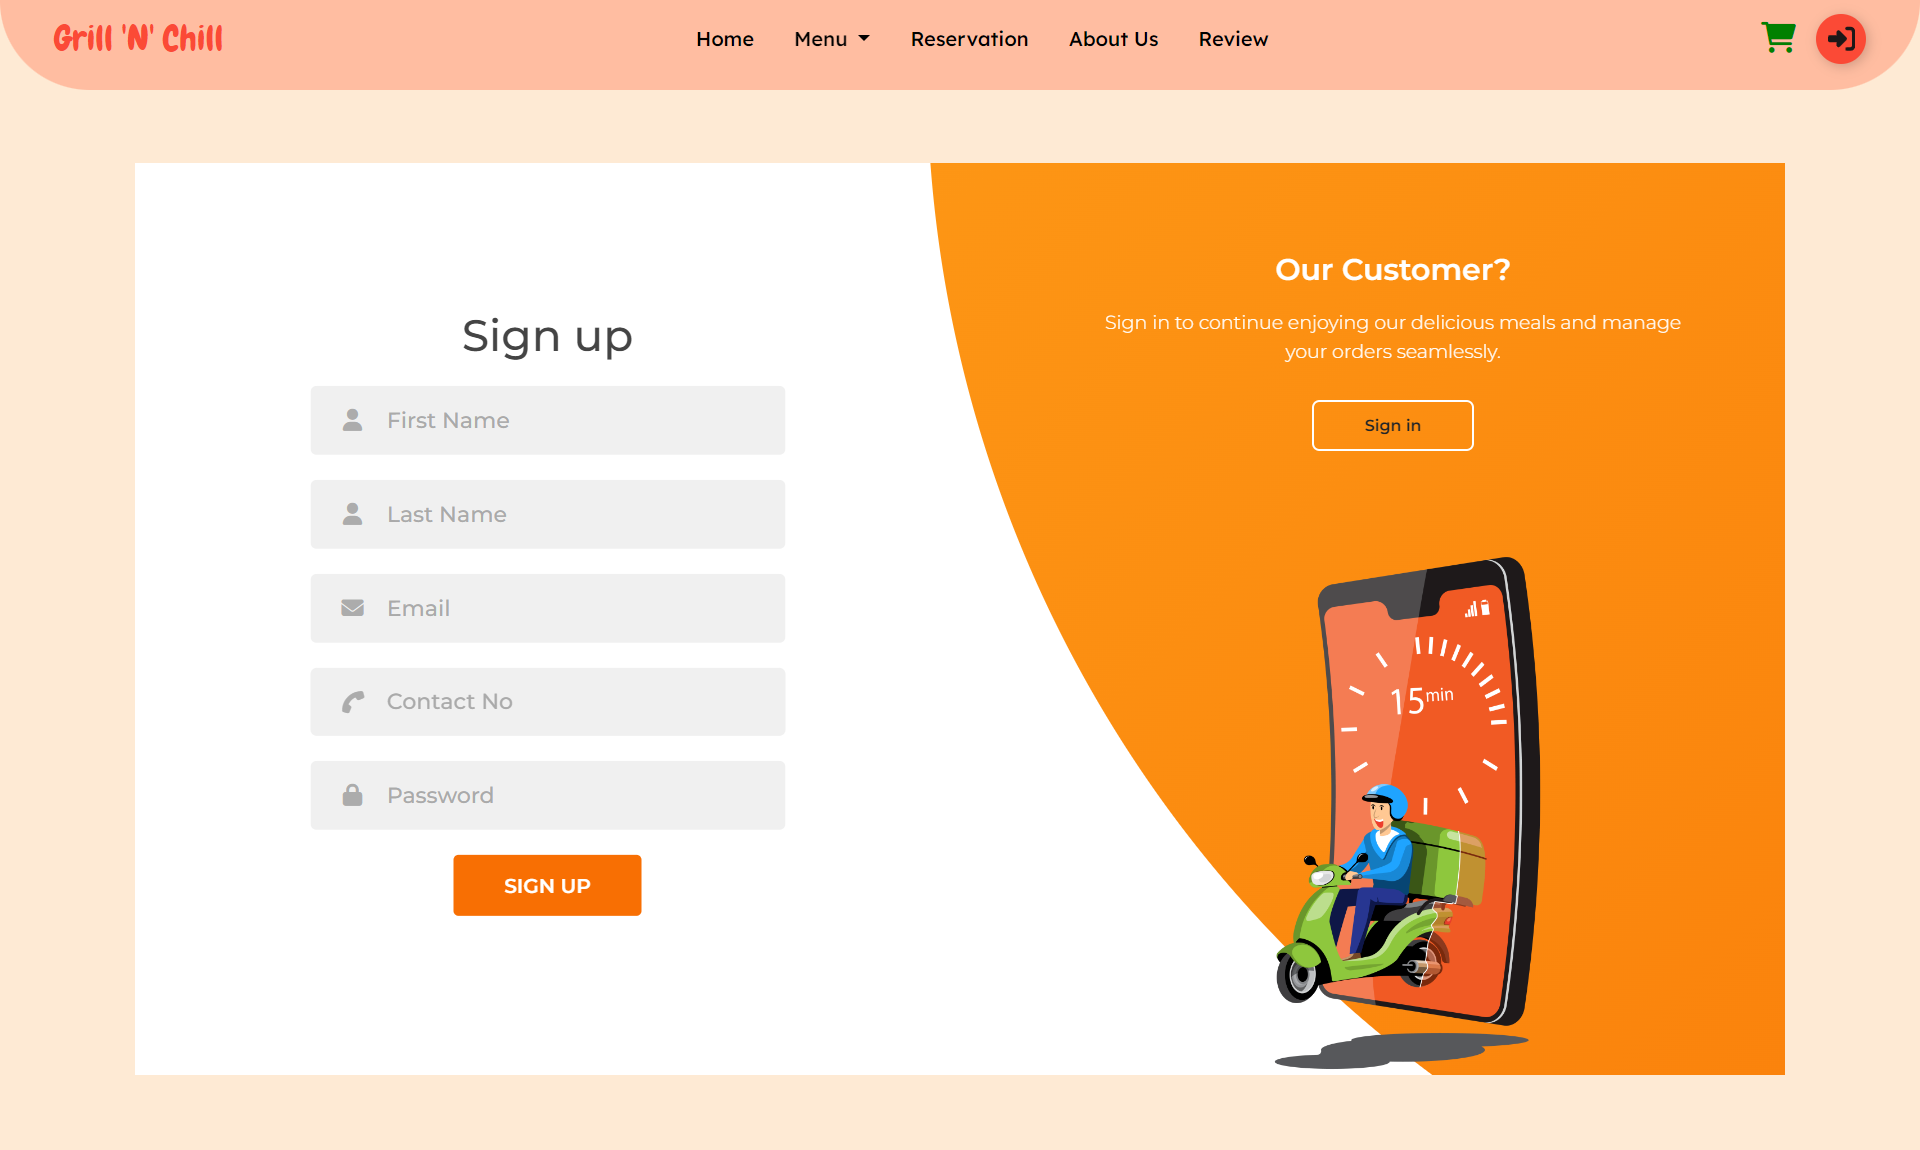 Grill 'N' Chill
Home
Menu
Reservation
About Us
Review
Sign up
First Name
Last Name
Email
Contact No
Password
SIGN UP
Our Customer?
Sign in to continue enjoying our delicious meals and manage
your orders seamlessly.
Sign in
15min